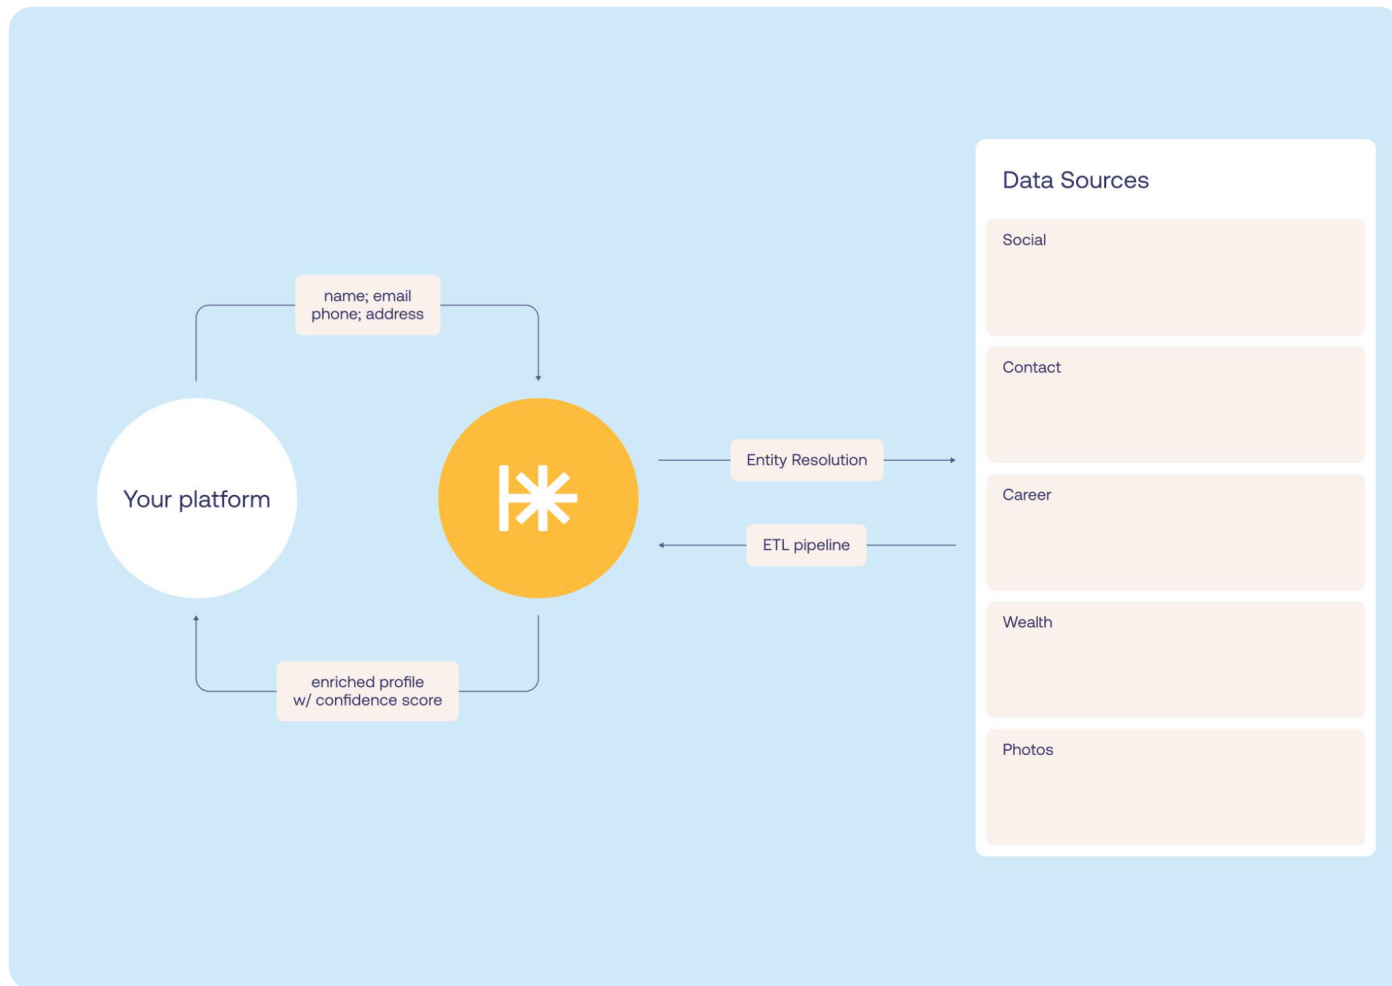 name; email
phone; address
Your platform
enriched profile
w/ confidence score
Entity Resolution
ETL pipeline
Data Sources
Social
Contact
Career
Wealth
Photos